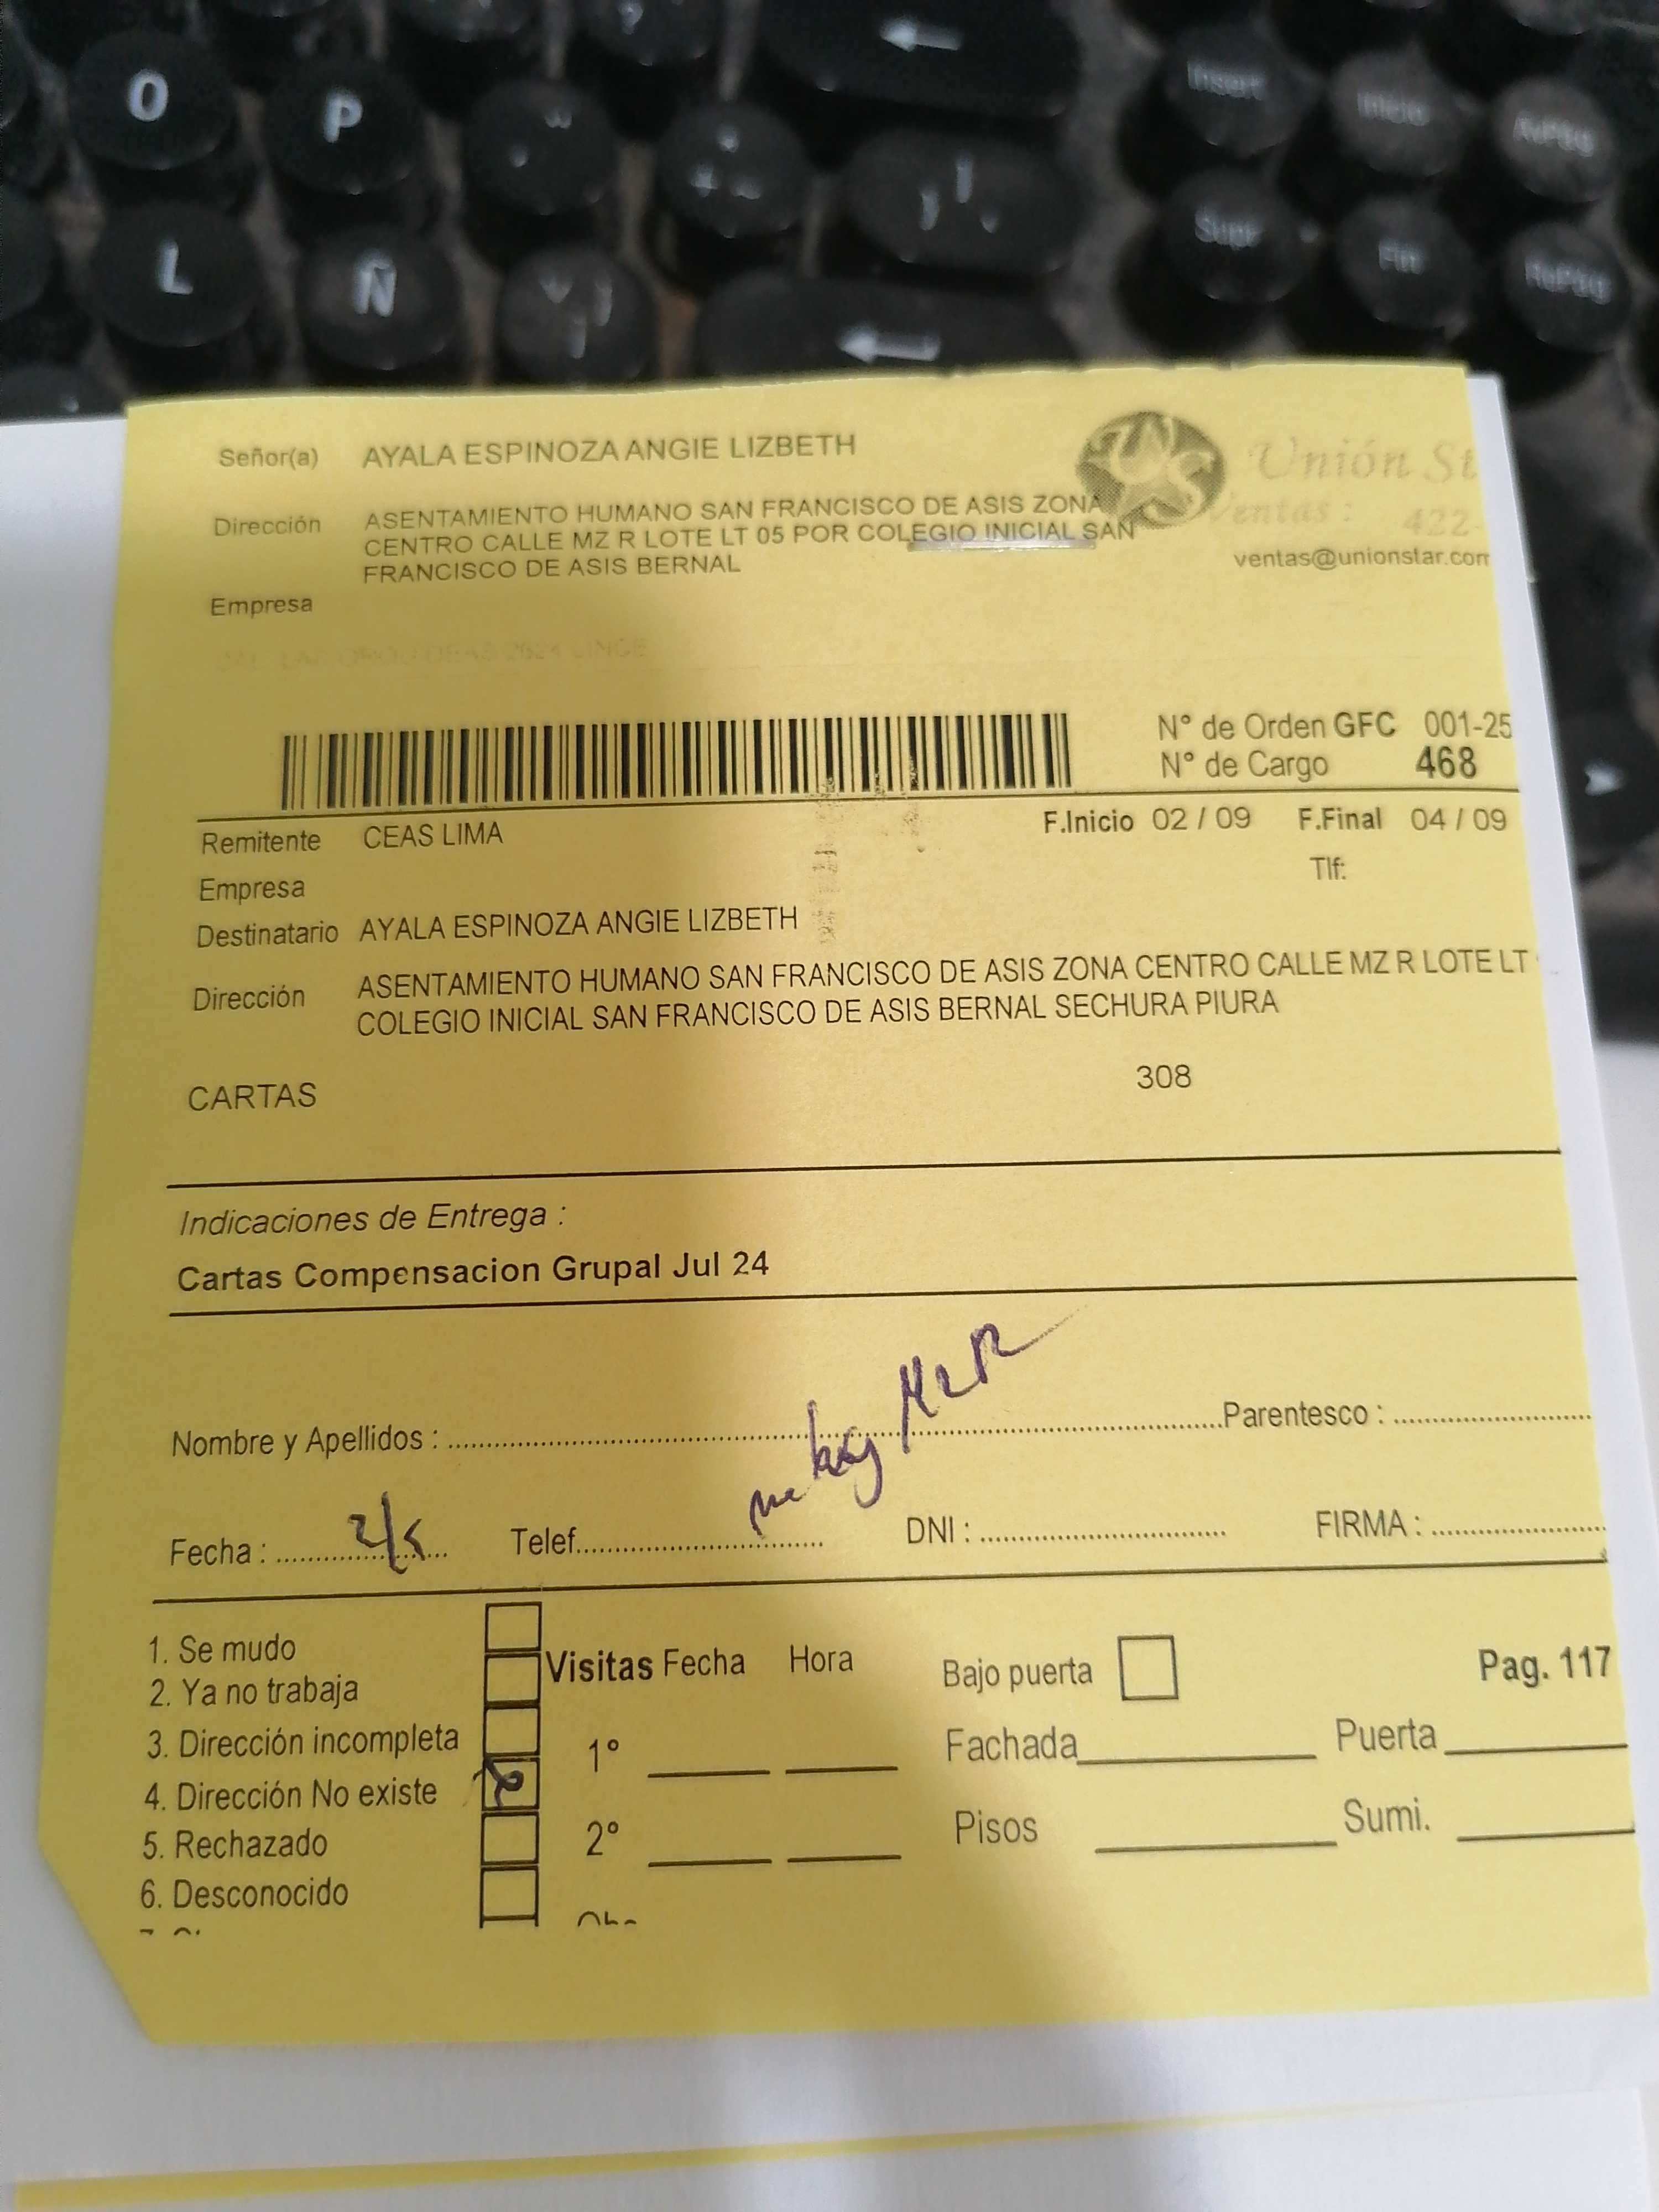 O P
Insert Inicio RePág
L Ñ
Supr Fin AvPág
Señor(a) AYALA ESPINOZA ANGIE LIZBETH
Unión St
Ventas : 422-
ventas@unionstar.com
Dirección ASENTAMIENTO HUMANO SAN FRANCISCO DE ASIS ZONA
CENTRO CALLE MZ R LOTE LT 05 POR COLEGIO INICIAL SAN
FRANCISCO DE ASIS BERNAL
Empresa
N° de Orden GFC 001-25
N° de Cargo 468
Remitente CEAS LIMA F.Inicio 02 / 09 F.Final 04 / 09
Empresa Tlf:
Destinatario AYALA ESPINOZA ANGIE LIZBETH
Dirección ASENTAMIENTO HUMANO SAN FRANCISCO DE ASIS ZONA CENTRO CALLE MZ R LOTE LT
COLEGIO INICIAL SAN FRANCISCO DE ASIS BERNAL SECHURA PIURA
CARTAS 308
Indicaciones de Entrega :
Cartas Compensacion Grupal Jul 24
no hay MzR
Nombre y Apellidos : Parentesco :
Fecha : Telef. DNI : FIRMA :
1. Se mudo
2. Ya no trabaja
3. Dirección incompleta
4. Dirección No existe
5. Rechazado
6. Desconocido
Visitas Fecha Hora
1°
2°
Bajo puerta
Fachada Puerta
Pisos Sumi.
Pag. 117